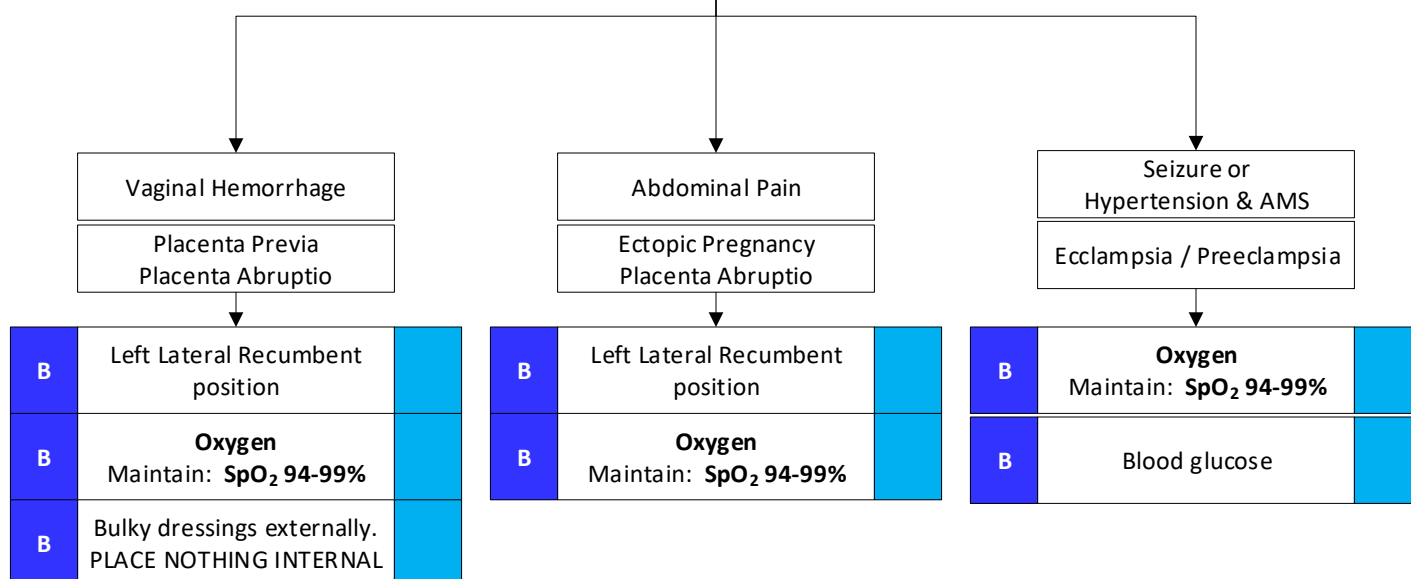 Vaginal Hemorrhage
Placenta Previa
Placenta Abruptio
B
Left Lateral Recumbent
position
B
Oxygen
Maintain: SpO₂ 94-99%
B
Bulky dressings externally.
PLACE NOTHING INTERNAL
Abdominal Pain
Ectopic Pregnancy
Placenta Abruptio
B
Left Lateral Recumbent
position
B
Oxygen
Maintain: SpO₂ 94-99%
Seizure or
Hypertension & AMS
Ecclampsia / Preeclampsia
B
Oxygen
Maintain: SpO₂ 94-99%
B
Blood glucose